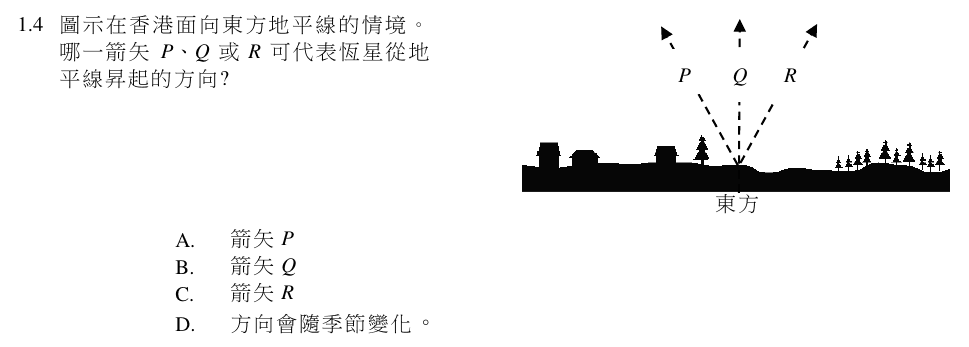 1.4 圖示在香港面向東方地平線的情境。
哪一箭矢 P、Q 或 R 可代表恆星從地
平線昇起的方向?
P Q R
東方
A. 箭矢 P
B. 箭矢 Q
C. 箭矢 R
D. 方向會隨季節變化。